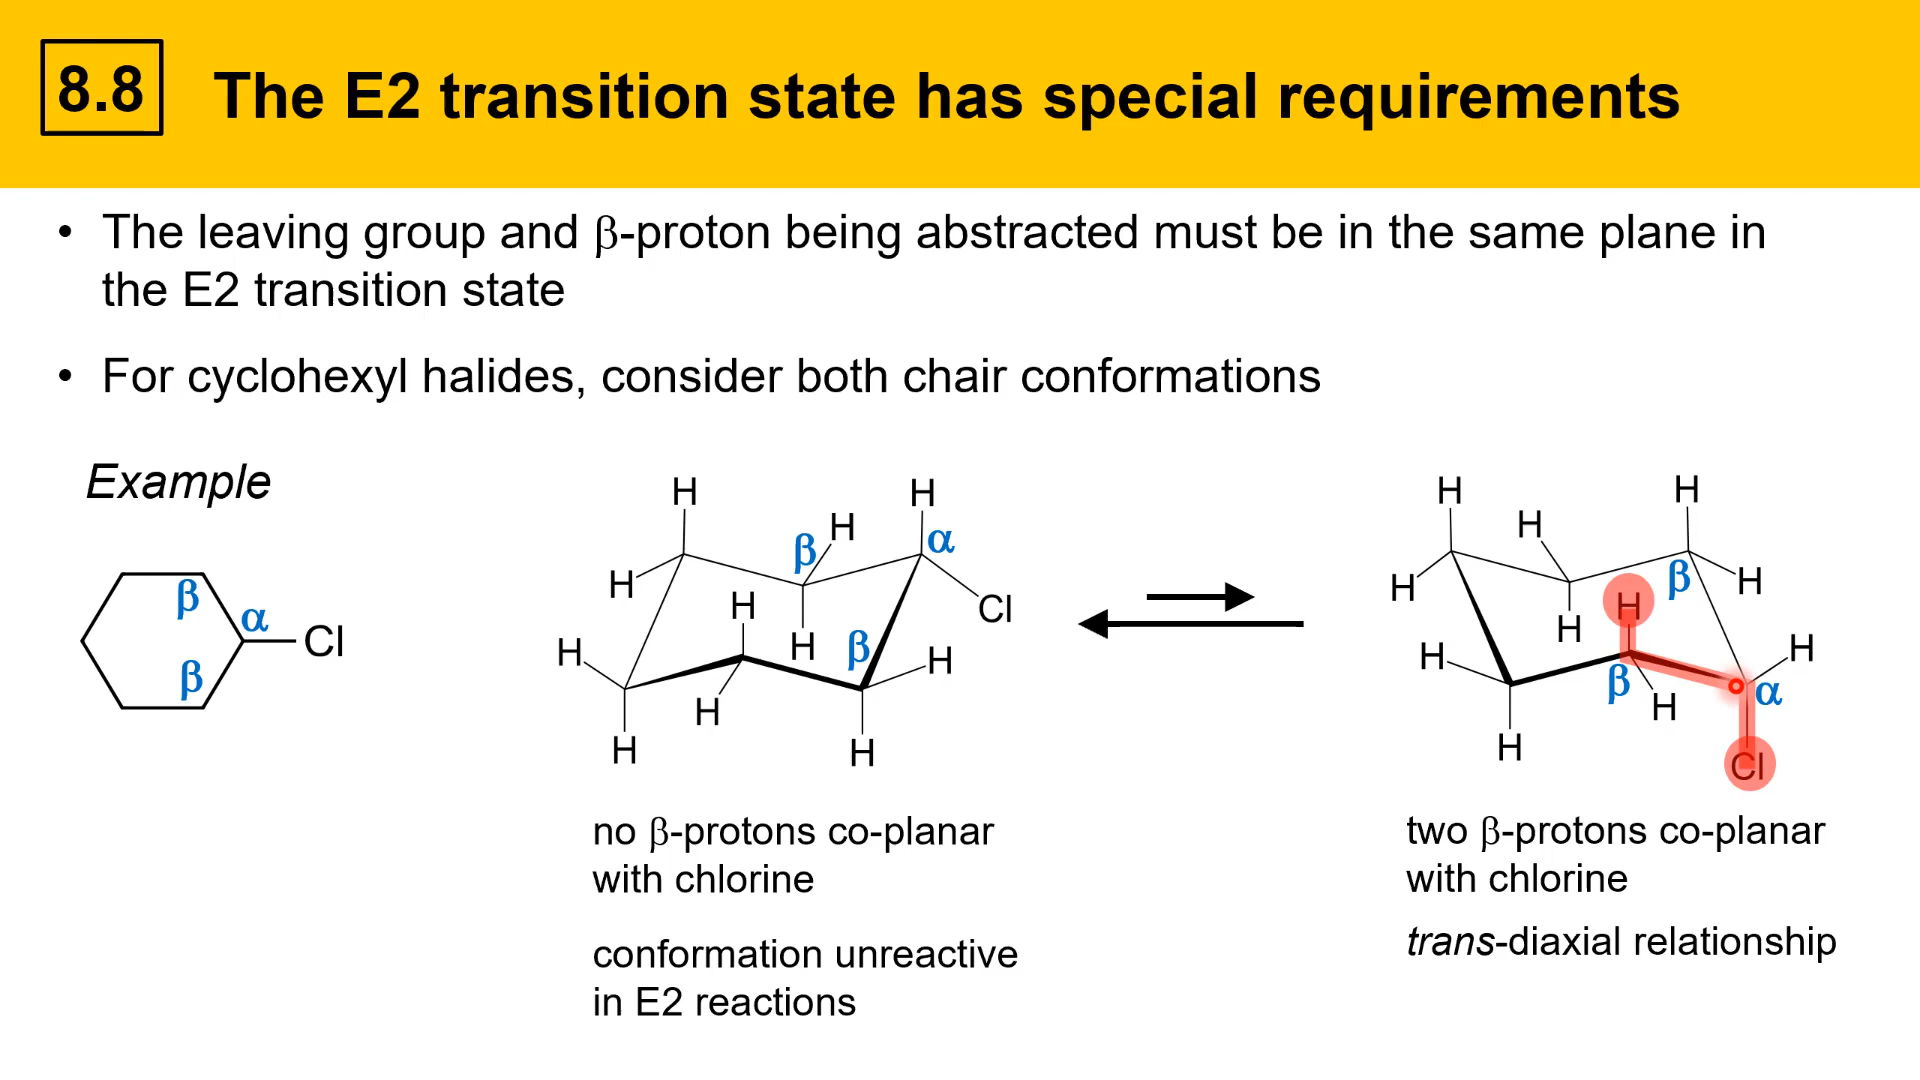 8.8
The E2 transition state has special requirements
• The leaving group and β-proton being abstracted must be in the same plane in
the E2 transition state
• For cyclohexyl halides, consider both chair conformations
Example
β
α
Cl
β
H
H
β
H
α
H
H
Cl
H
H
β
H
H
H
H
H
H
H
H
β
H
H
H
H
H
H
β
α
H
H
Cl
no β-protons co-planar
with chlorine
conformation unreactive
in E2 reactions
two β-protons co-planar
with chlorine
trans-diaxial relationship